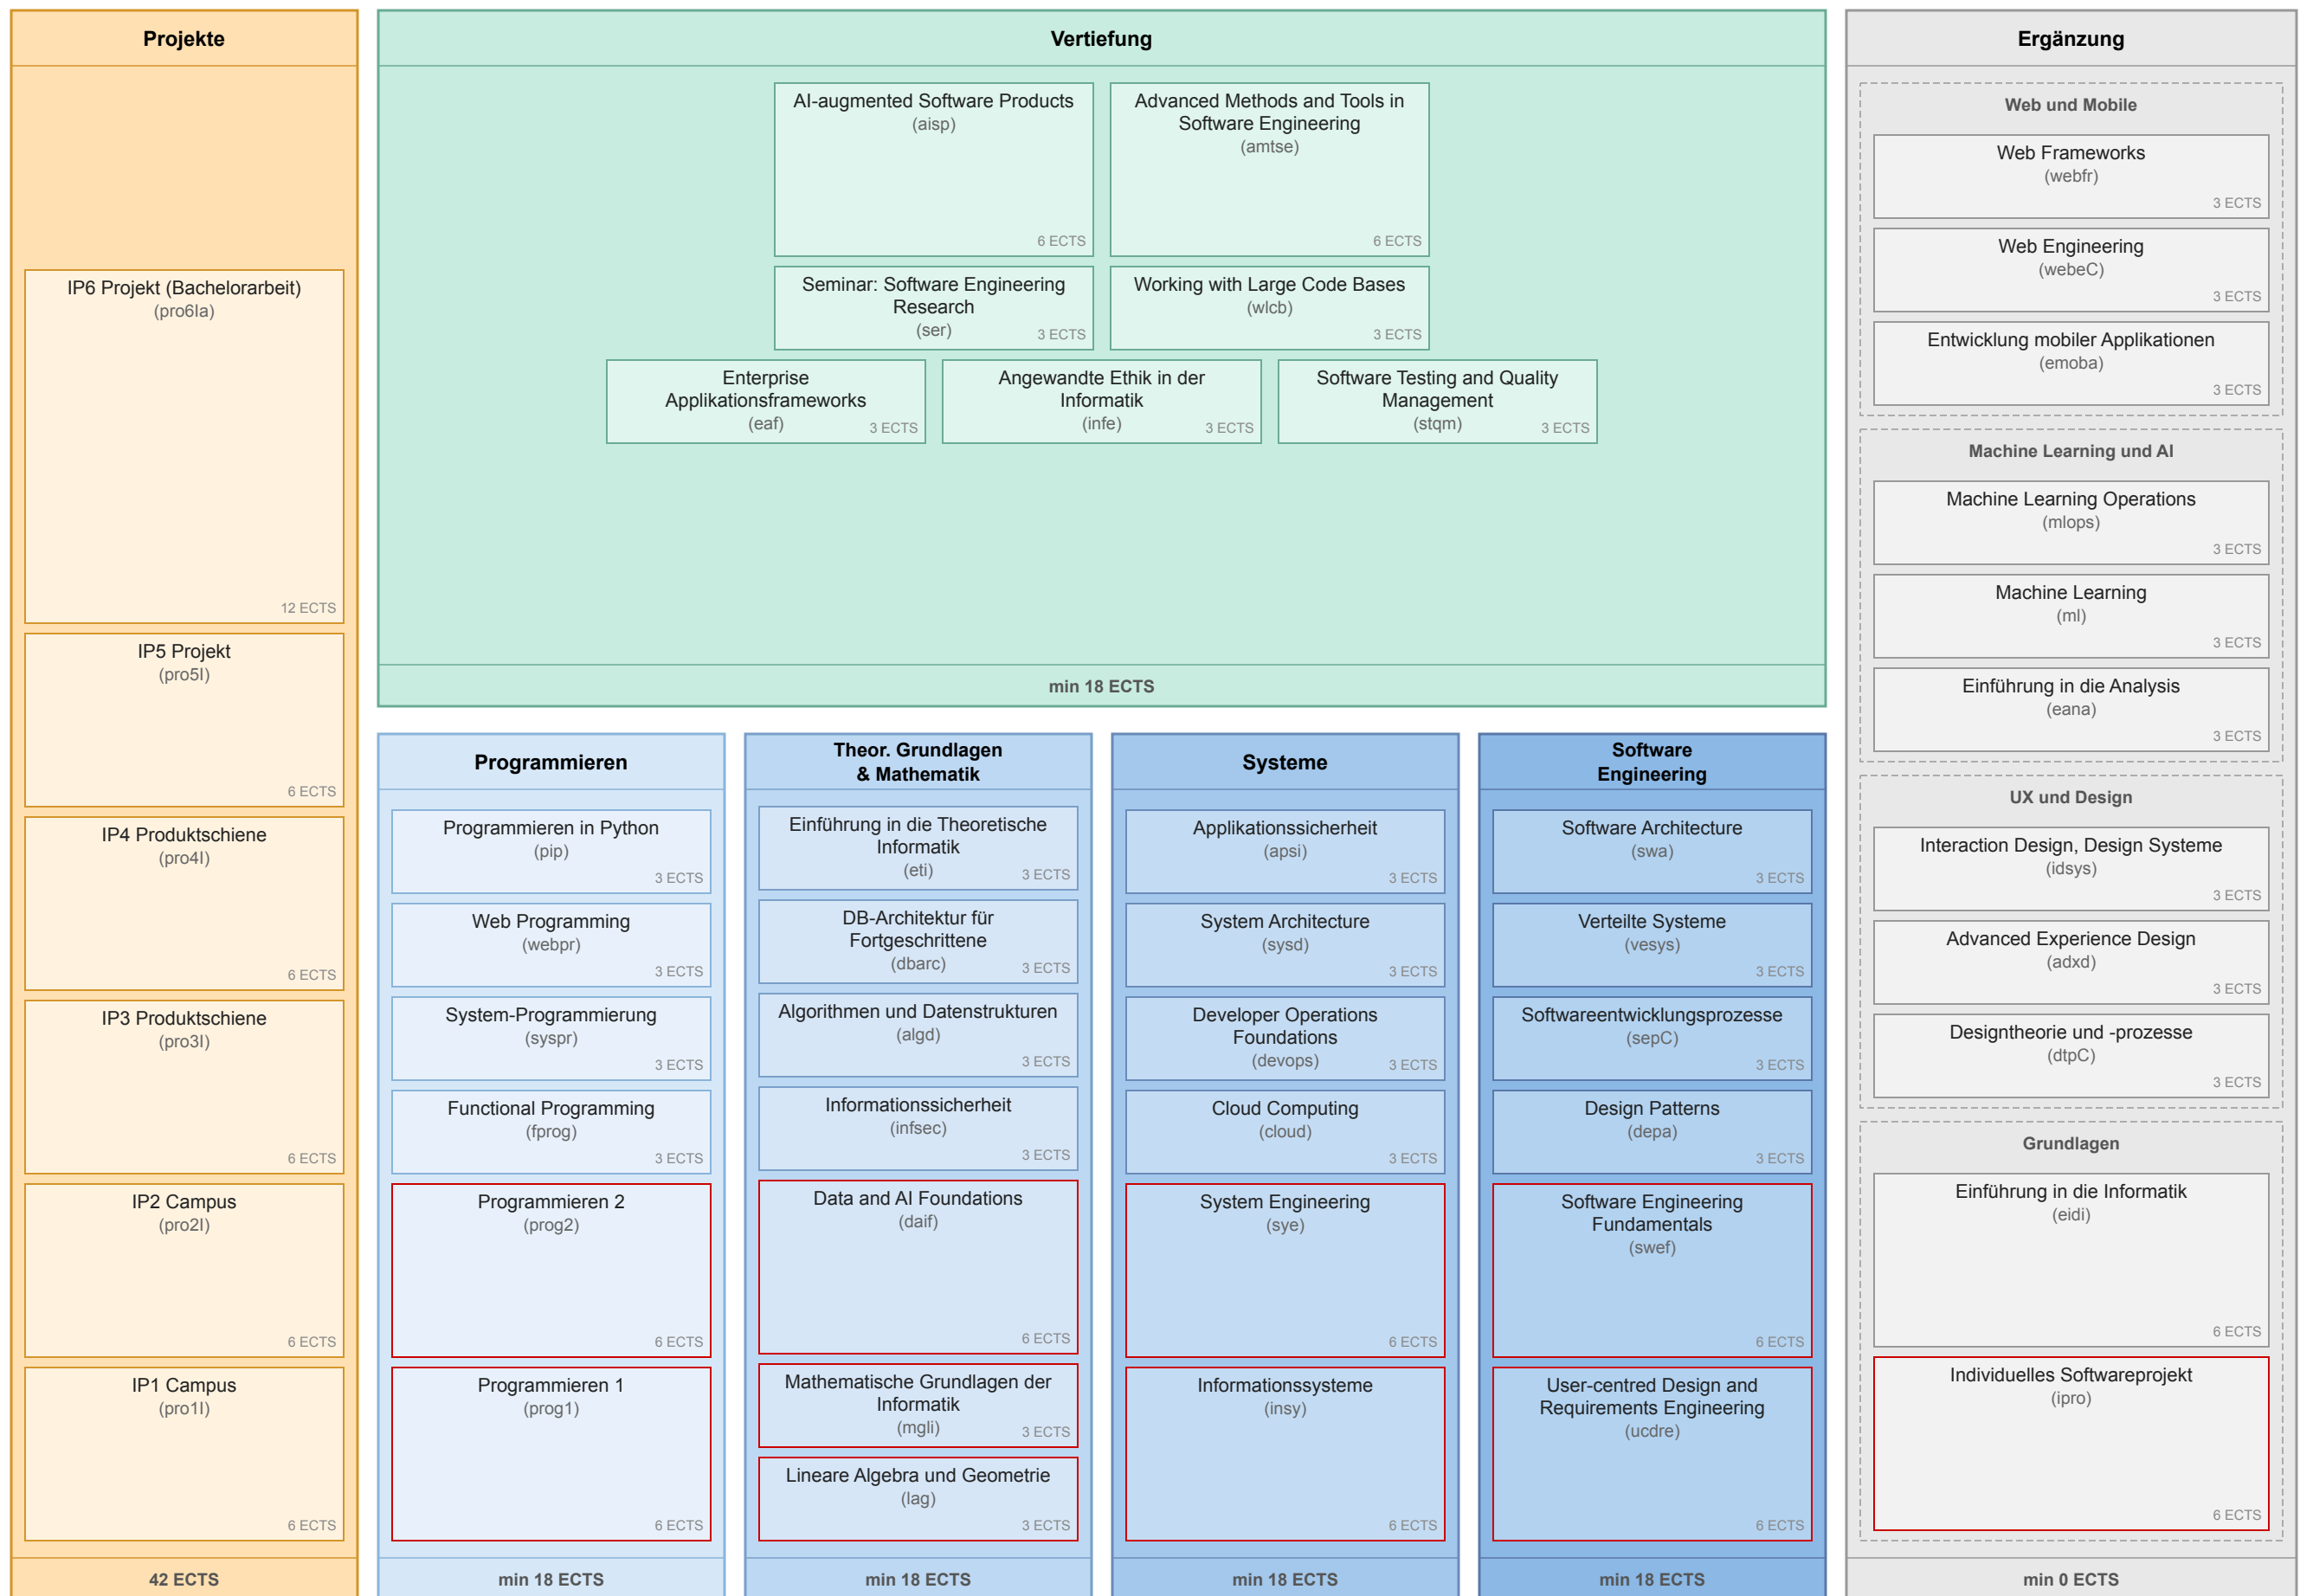 Projekte
IP6 Projekt (Bachelorarbeit)
(pro6Ia)
12 ECTS
IP5 Projekt
(pro5I)
6 ECTS
IP4 Produktschiene
(pro4I)
6 ECTS
IP3 Produktschiene
(pro3I)
6 ECTS
IP2 Campus
(pro2I)
6 ECTS
IP1 Campus
(pro1I)
6 ECTS
42 ECTS
Vertiefung
AI-augmented Software Products
(aisp)
6 ECTS
Advanced Methods and Tools in
Software Engineering
(amtse)
6 ECTS
Seminar: Software Engineering
Research
(ser)
3 ECTS
Working with Large Code Bases
(wlcb)
3 ECTS
Enterprise
Applikationsframeworks
(eaf)
3 ECTS
Angewandte Ethik in der
Informatik
(infe)
3 ECTS
Software Testing and Quality
Management
(stqm)
3 ECTS
min 18 ECTS
Programmieren
Programmieren in Python
(pip)
3 ECTS
Web Programming
(webpr)
3 ECTS
System-Programmierung
(syspr)
3 ECTS
Functional Programming
(fprog)
3 ECTS
Programmieren 2
(prog2)
6 ECTS
Programmieren 1
(prog1)
6 ECTS
min 18 ECTS
Theor. Grundlagen
& Mathematik
Einführung in die Theoretische
Informatik
(eti)
3 ECTS
DB-Architektur für
Fortgeschrittene
(dbarc)
3 ECTS
Algorithmen und Datenstrukturen
(algd)
3 ECTS
Informationssicherheit
(infsec)
3 ECTS
Data and AI Foundations
(daif)
6 ECTS
Mathematische Grundlagen der
Informatik
(mgli)
3 ECTS
Lineare Algebra und Geometrie
(lag)
3 ECTS
min 18 ECTS
Systeme
Applikationssicherheit
(apsi)
3 ECTS
System Architecture
(sysd)
3 ECTS
Developer Operations
Foundations
(devops)
3 ECTS
Cloud Computing
(cloud)
3 ECTS
System Engineering
(sye)
6 ECTS
Informationssysteme
(insy)
6 ECTS
min 18 ECTS
Software
Engineering
Software Architecture
(swa)
3 ECTS
Verteilte Systeme
(vesys)
3 ECTS
Softwareentwicklungsprozesse
(sepC)
3 ECTS
Design Patterns
(depa)
3 ECTS
Software Engineering
Fundamentals
(swef)
6 ECTS
User-centred Design and
Requirements Engineering
(ucdre)
6 ECTS
min 18 ECTS
Ergänzung
Web und Mobile
Web Frameworks
(webfr)
3 ECTS
Web Engineering
(webeC)
3 ECTS
Entwicklung mobiler Applikationen
(emoba)
3 ECTS
Machine Learning und AI
Machine Learning Operations
(mlops)
3 ECTS
Machine Learning
(ml)
3 ECTS
Einführung in die Analysis
(eana)
3 ECTS
UX und Design
Interaction Design, Design Systeme
(idsys)
3 ECTS
Advanced Experience Design
(adxd)
3 ECTS
Designtheorie und -prozesse
(dtpC)
3 ECTS
Grundlagen
Einführung in die Informatik
(eidi)
6 ECTS
Individuelles Softwareprojekt
(ipro)
6 ECTS
min 0 ECTS